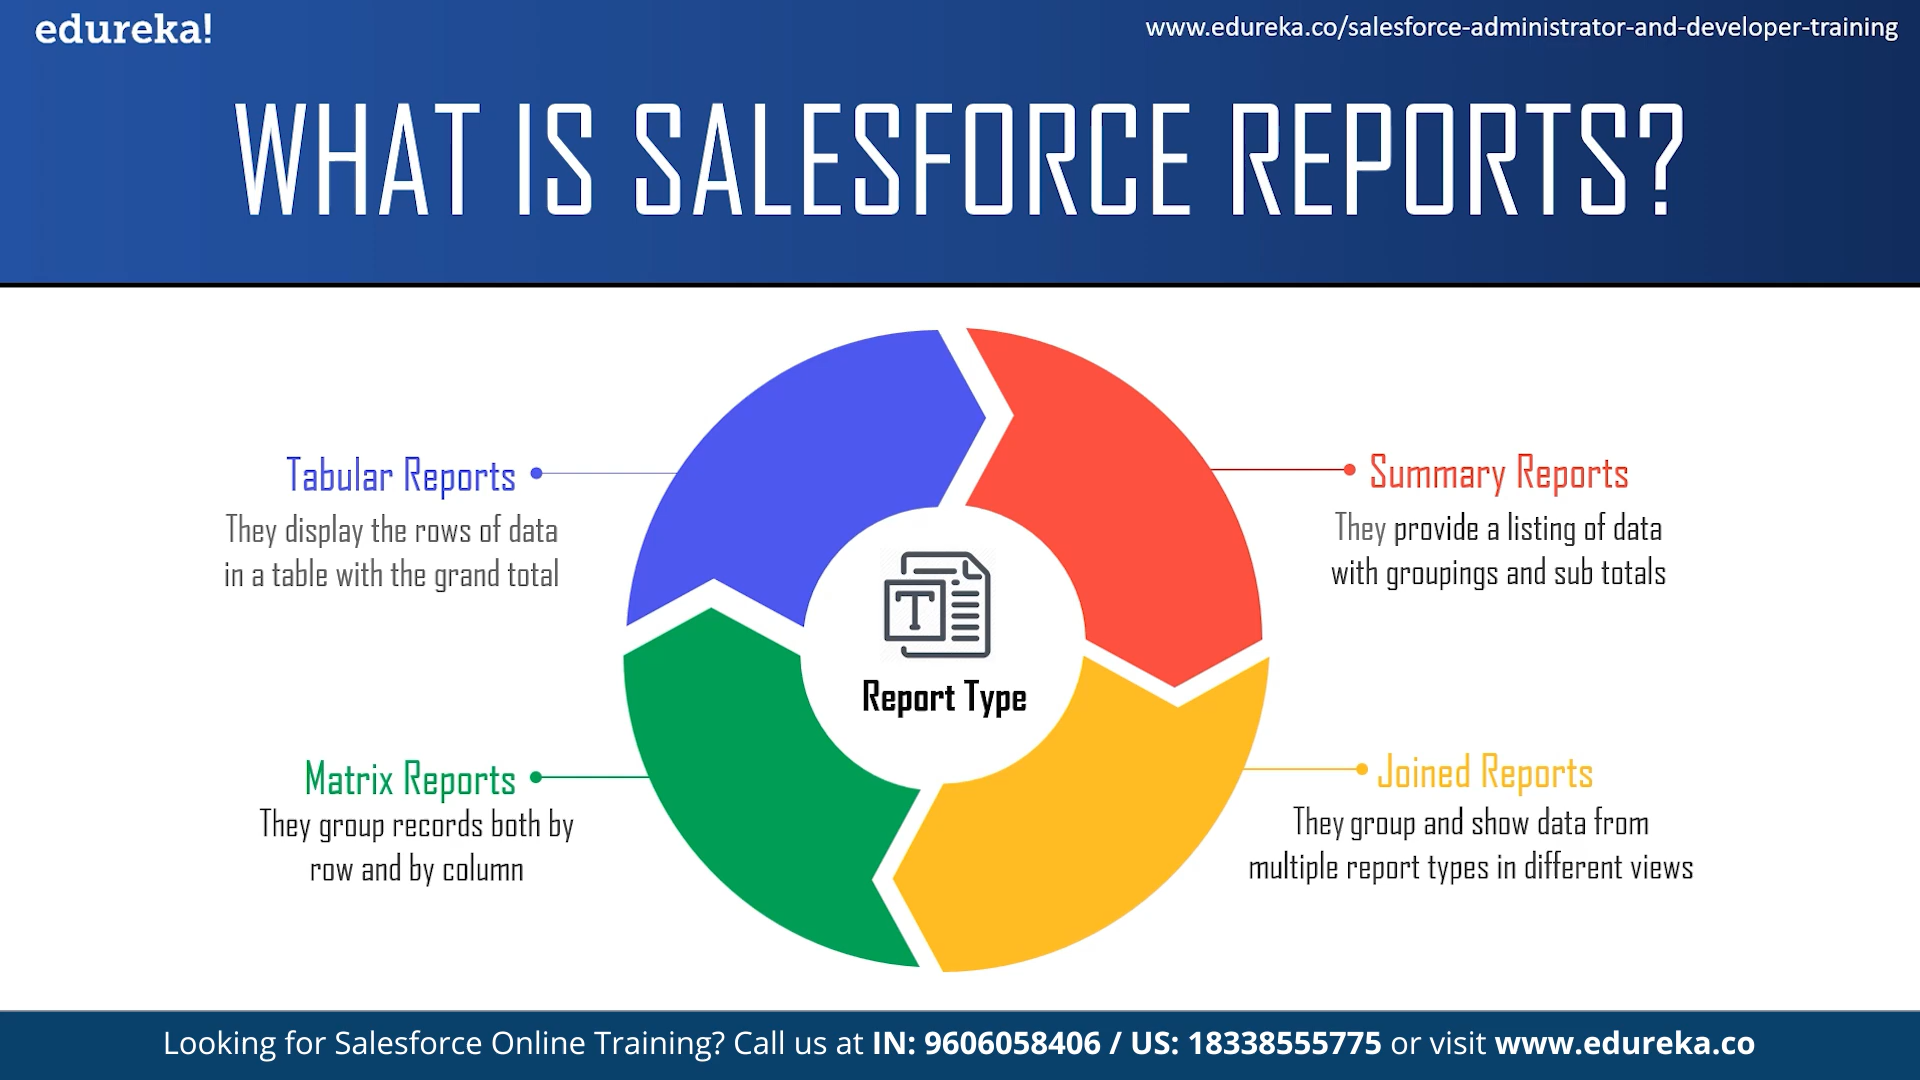 edureka!
www.edureka.co/salesforce-administrator-and-developer-training
WHAT IS SALESFORCE REPORTS?
Tabular Reports
They display the rows of data
in a table with the grand total
Summary Reports
They provide a listing of data
with groupings and sub totals
T
Report Type
Matrix Reports
They group records both by
row and by column
Joined Reports
They group and show data from
multiple report types in different views
Looking for Salesforce Online Training? Call us at IN: 9606058406 / US: 18338555775 or visit www.edureka.co